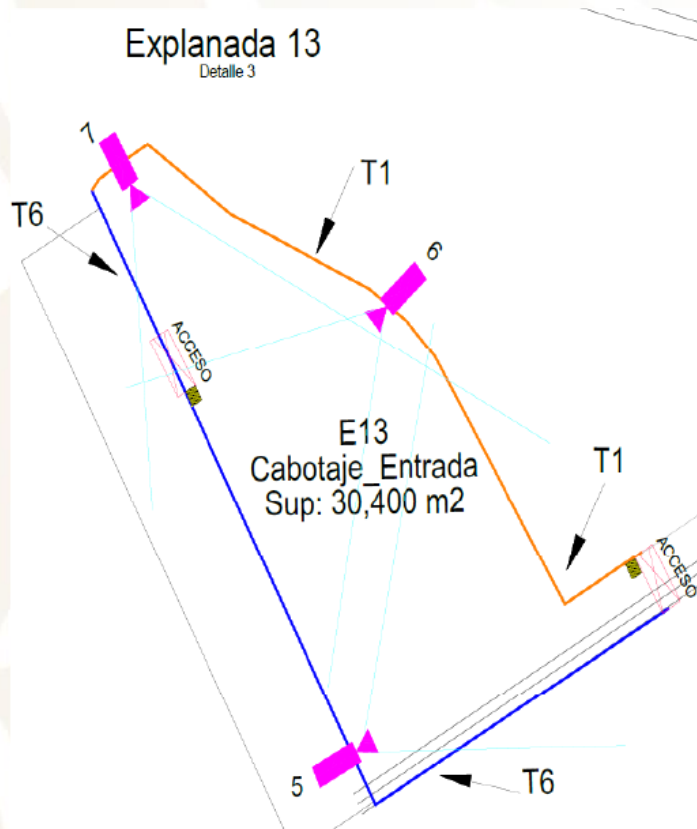 Explanada 13
Detalle 3
7
T1
T6
6
ACCESO
E13
Cabotaje_Entrada
Sup: 30,400 m2
T1
ACCESO
5
T6